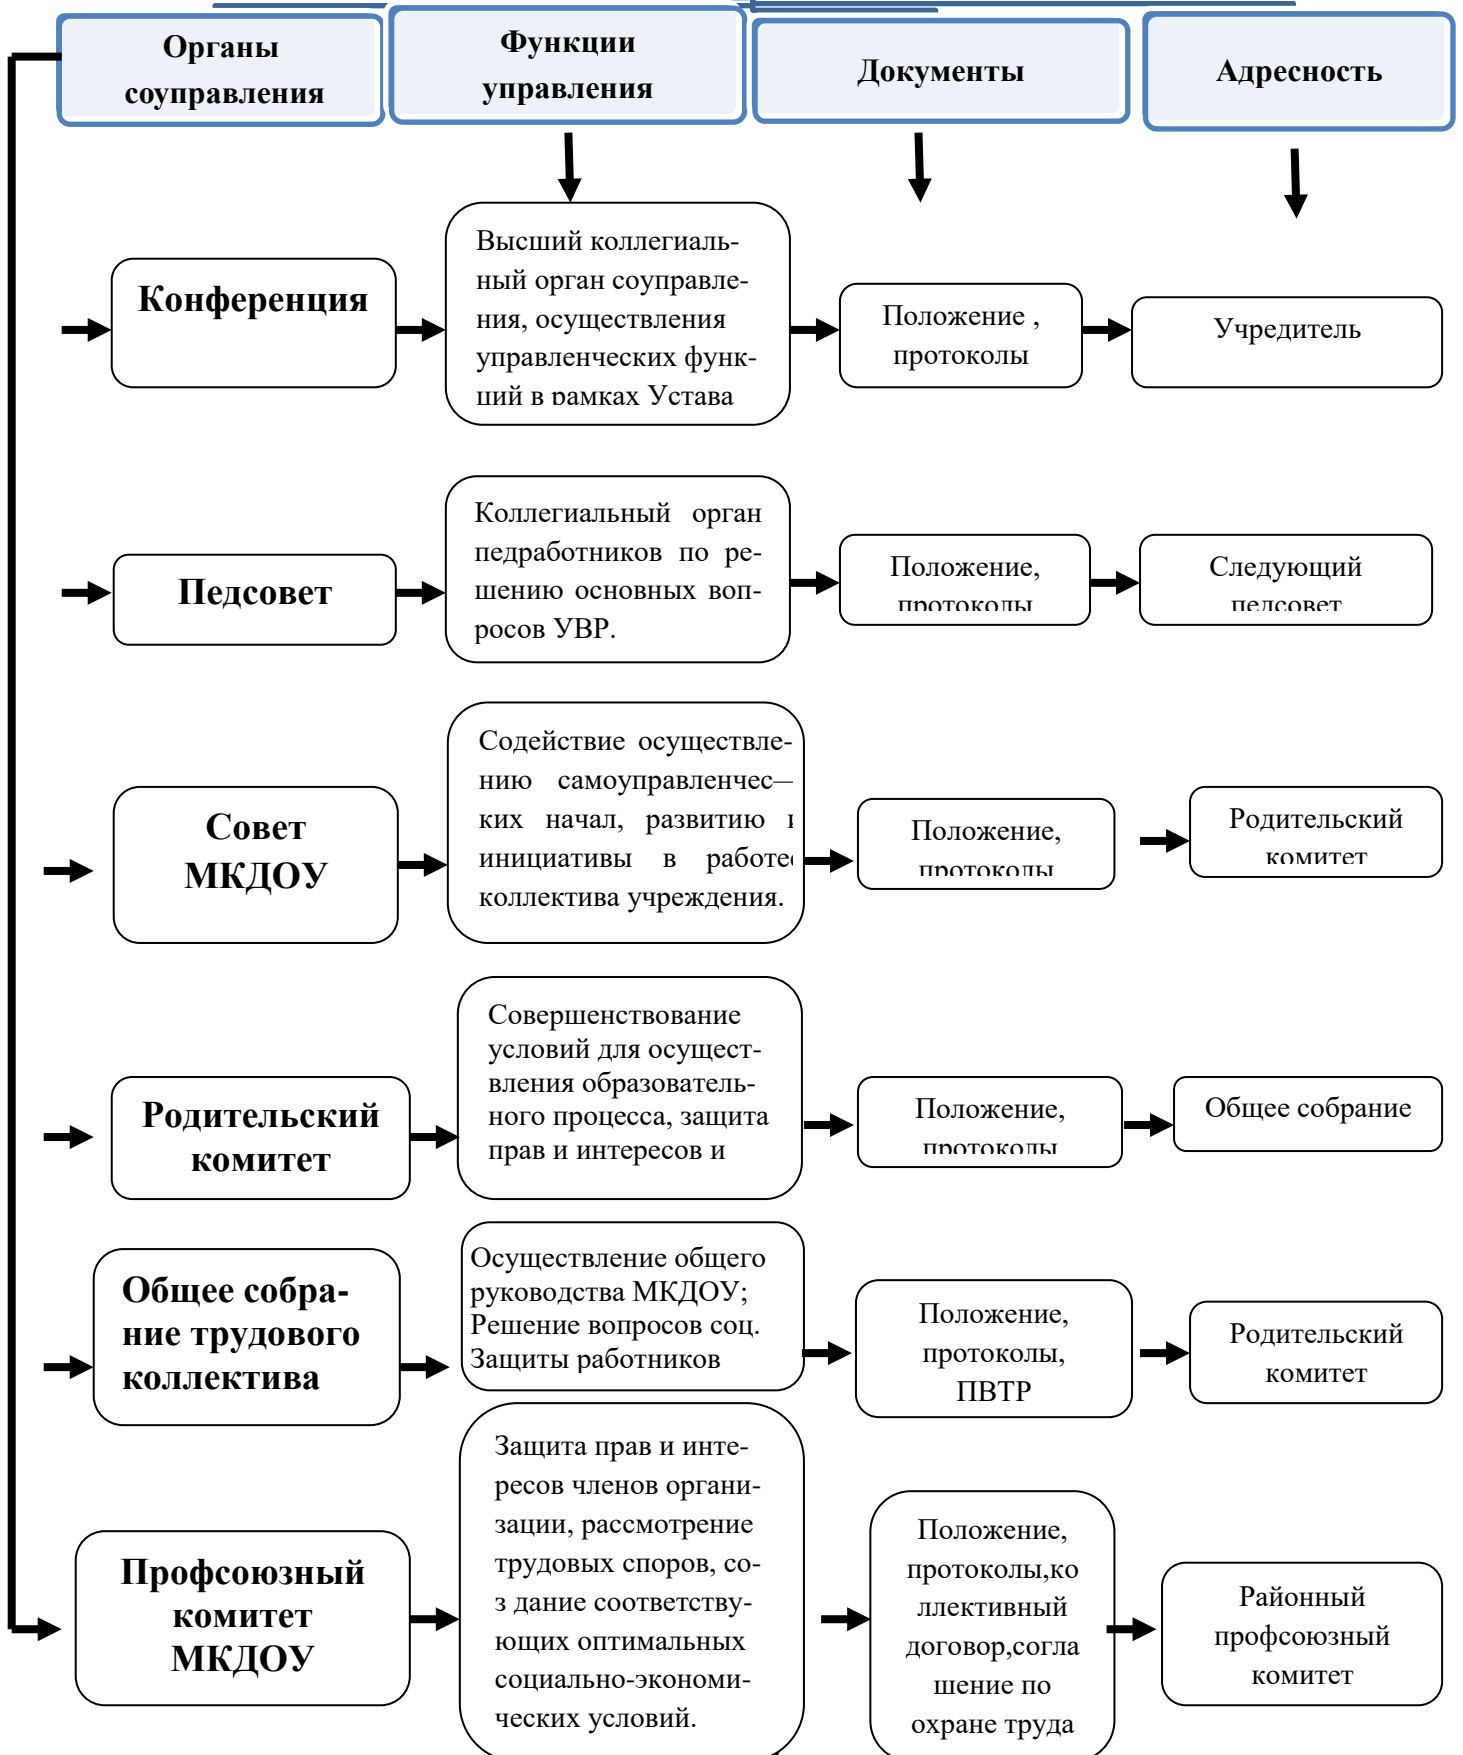 Органы
соуправления
Функции
управления
Документы
Адресность
Конференция
Высший коллегиаль-
ный орган соуправле-
ния, осуществления
управленческих функ-
ций в рамках Устава
Положение ,
протоколы
Учредитель
Педсовет
Коллегиальный орган
педработников по ре-
шению основных воп-
росов УВР.
Положение,
протоколы
Следующий
педсовет
Совет
МКДОУ
Содействие осуществле-
нию самоуправленчес—
ких начал, развитию
инициативы в работе
коллектива учреждения.
Положение,
протоколы
Родительский
комитет
Родительский
комитет
Совершенствование
условий для осущест-
вления образователь-
ного процесса, защита
прав и интересов и
Положение,
протоколы
Общее собрание
Общее собра-
ние трудового
коллектива
Осуществление общего
руководства МКДОУ;
Решение вопросов соц.
Защиты работников
Положение,
протоколы,
ПВТР
Родительский
комитет
Профсоюзный
комитет
МКДОУ
Защита прав и инте-
ресов членов органи-
зации, рассмотрение
трудовых споров, со-
з дание соответству-
ющих оптимальных
социально-экономи-
ческих условий.
Положение,
протоколы,ко
ллективный
договор,согла
шение по
охране труда
Районный
профсоюзный
комитет